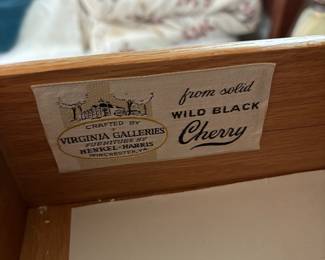 CRAFTED BY
VIRGINIA GALLERIES
FURNITURE BY
HENKEL-HARRIS
WINCHESTER, VA.
from solid
WILD BLACK
Cherry